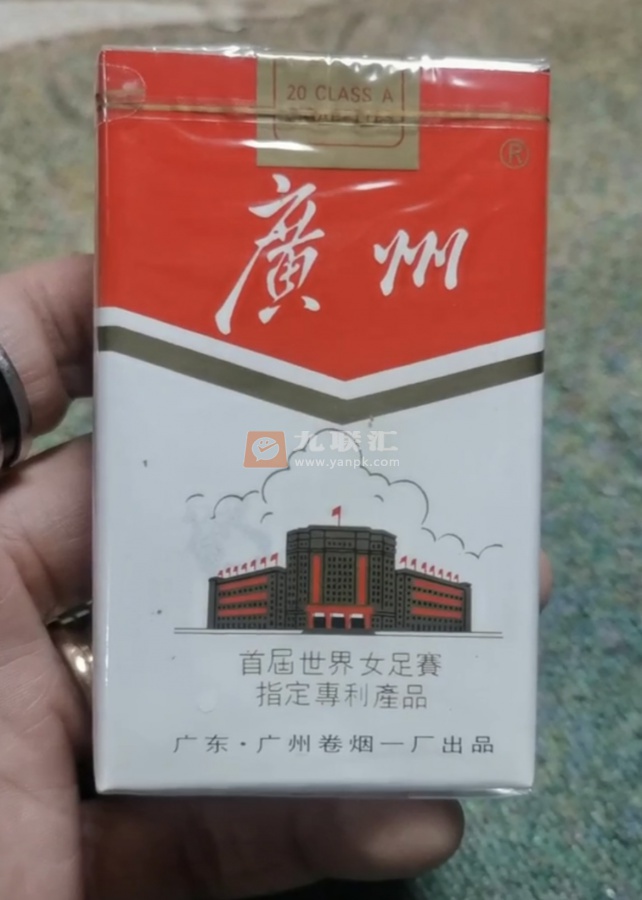 20 CLASS A
®
廣州
九联汇
www.yanpk.com
首屆世界女足賽
指定專利產品
广东·广州卷烟一厂出品